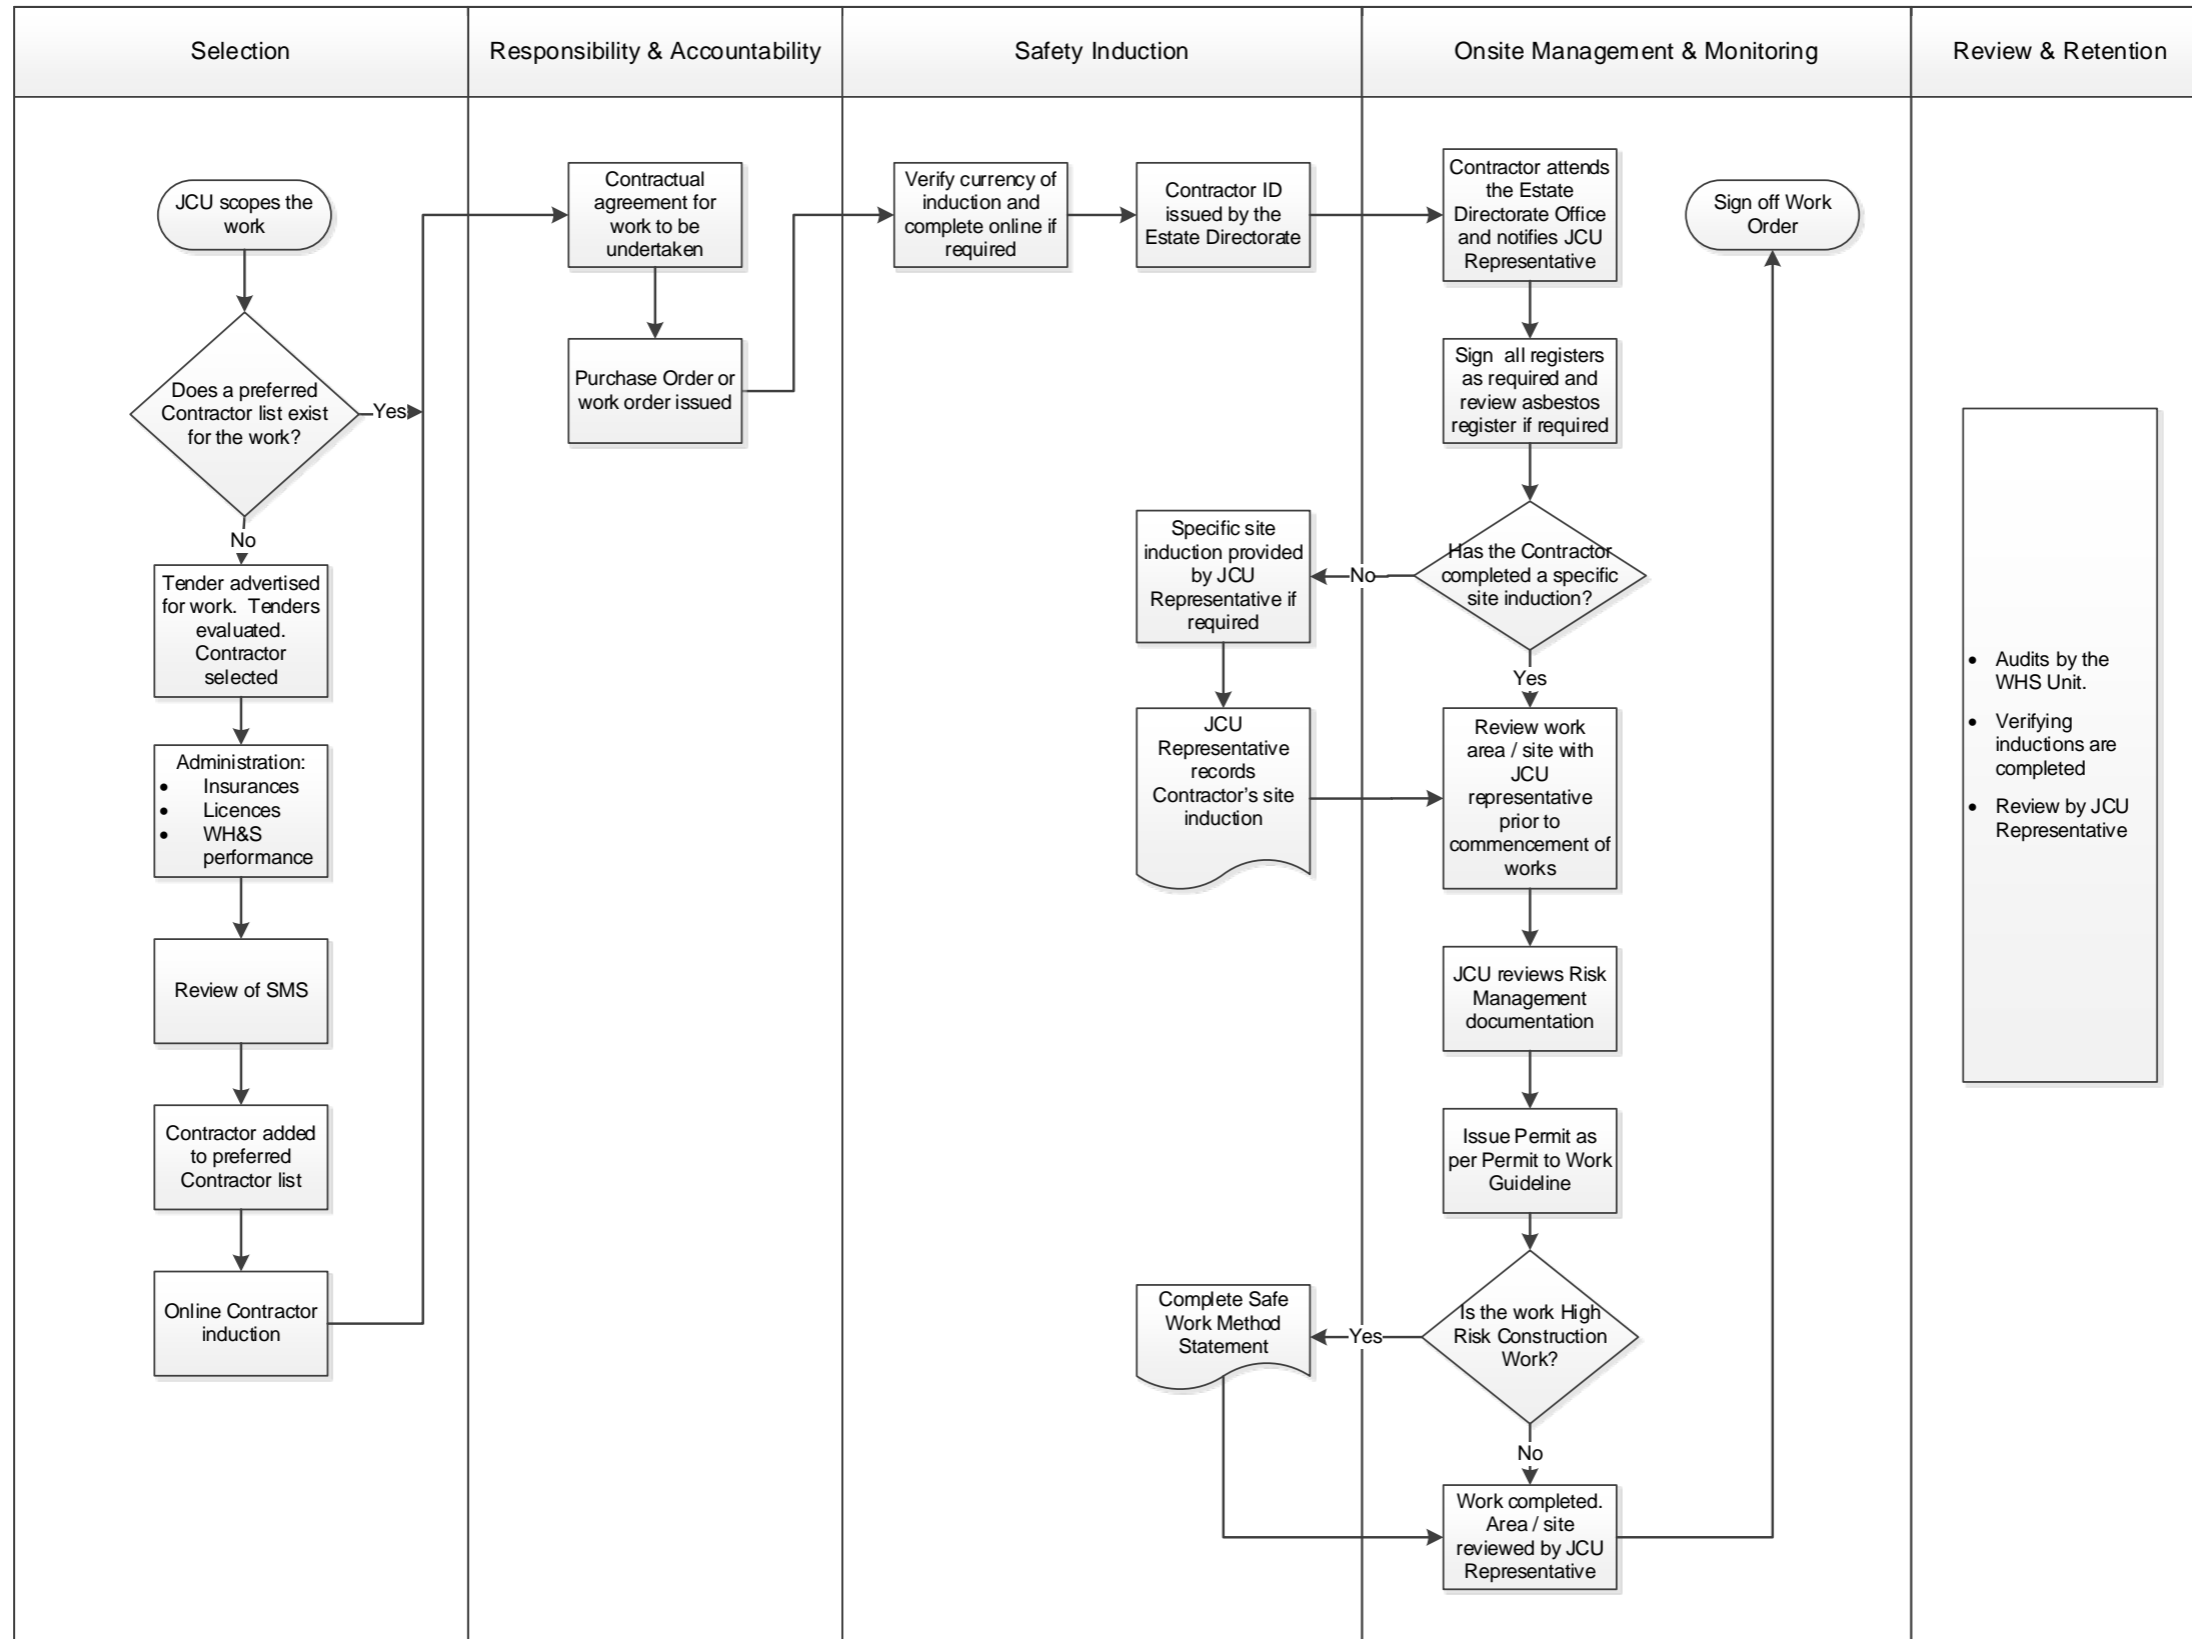 Selection
Responsibility & Accountability
Safety Induction
Onsite Management & Monitoring
Review & Retention
JCU scopes the
work
Does a preferred
Contractor list exist
for the work?
Yes
No
Tender advertised
for work.  Tenders
evaluated.
Contractor
selected
Administration:
• Insurances
• Licences
• WH&S
performance
Review of SMS
Contractor added
to preferred
Contractor list
Online Contractor
induction
Contractual
agreement for
work to be
undertaken
Purchase Order or
work order issued
Verify currency of
induction and
complete online if
required
Contractor ID
issued by the
Estate Directorate
Contractor attends
the Estate
Directorate Office
and notifies JCU
Representative
Sign  all registers
as required and
review asbestos
register if required
Has the Contractor
completed a specific
site induction?
No
Specific site
induction provided
by JCU
Representative if
required
JCU
Representative
records
Contractor's site
induction
Yes
Review work
area / site with
JCU
representative
prior to
commencement of
works
JCU reviews Risk
Management
documentation
Issue Permit as
per Permit to Work
Guideline
Is the work High
Risk Construction
Work?
Yes
Complete Safe
Work Method
Statement
No
Work completed.
Area / site
reviewed by JCU
Representative
Sign off Work
Order
• Audits by the
WHS Unit.
• Verifying
inductions are
completed
• Review by JCU
Representative